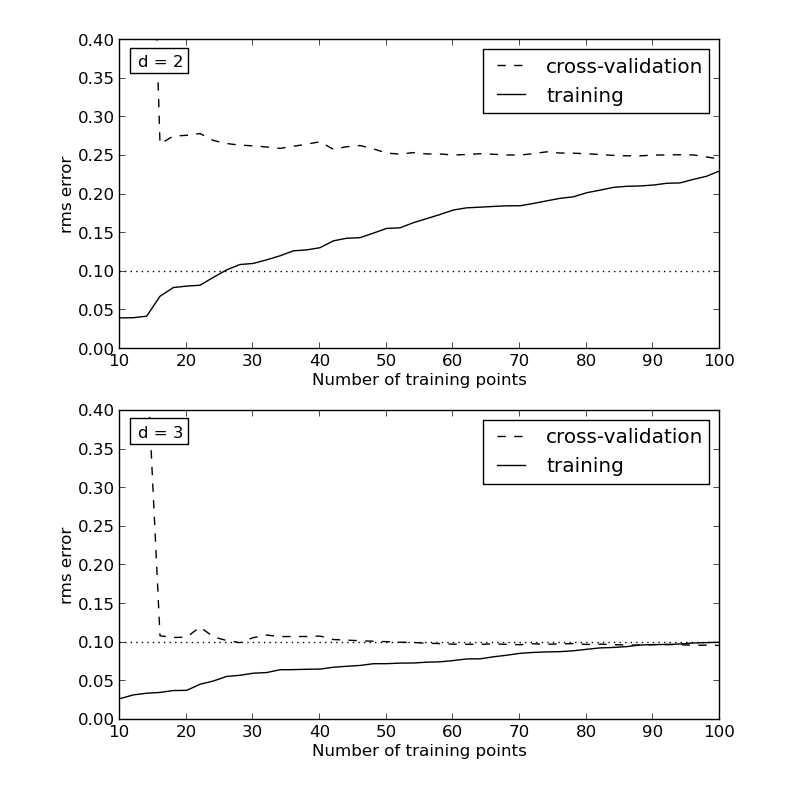 0.40
d = 2
cross-validation
training
0.35
0.30
0.25
0.20
0.15
0.10
0.05
0.00
rms error
10 20 30 40 50 60 70 80 90 100
Number of training points
0.40
d = 3
cross-validation
training
0.35
0.30
0.25
0.20
0.15
0.10
0.05
0.00
rms error
10 20 30 40 50 60 70 80 90 100
Number of training points